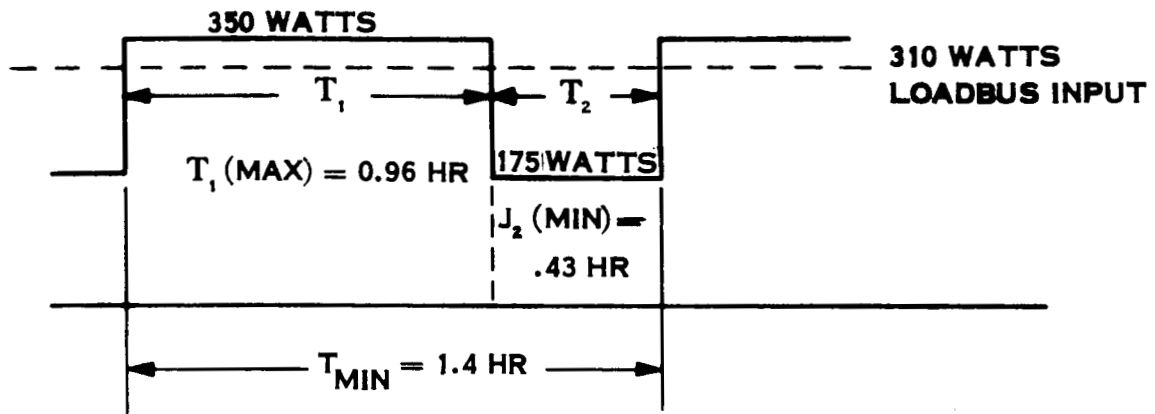 350 WATTS
310 WATTS
LOADBUS INPUT
T₁
T₂
175 WATTS
T₁ (MAX) = 0.96 HR
J₂ (MIN) =
.43 HR
T_MIN = 1.4 HR